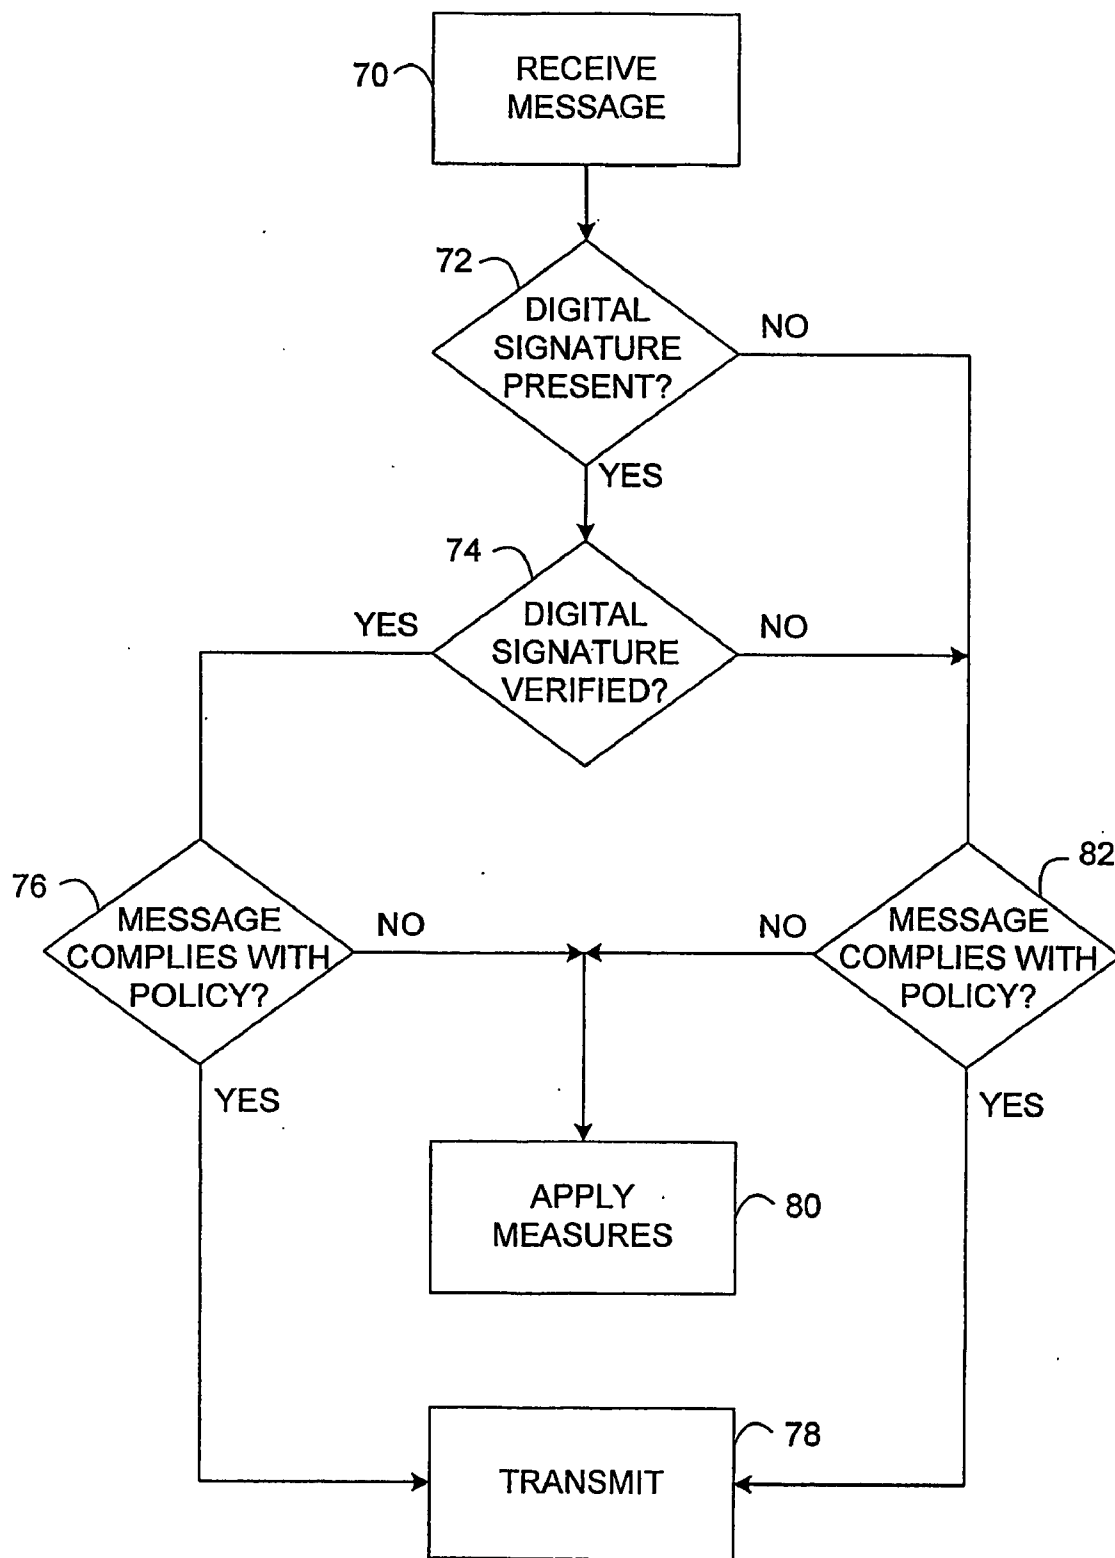 70
RECEIVE
MESSAGE
72
DIGITAL
SIGNATURE
PRESENT?
NO
YES
74
DIGITAL
SIGNATURE
VERIFIED?
YES
NO
76
MESSAGE
COMPLIES WITH
POLICY?
NO
NO
82
MESSAGE
COMPLIES WITH
POLICY?
YES
YES
APPLY
MEASURES
80
TRANSMIT
78